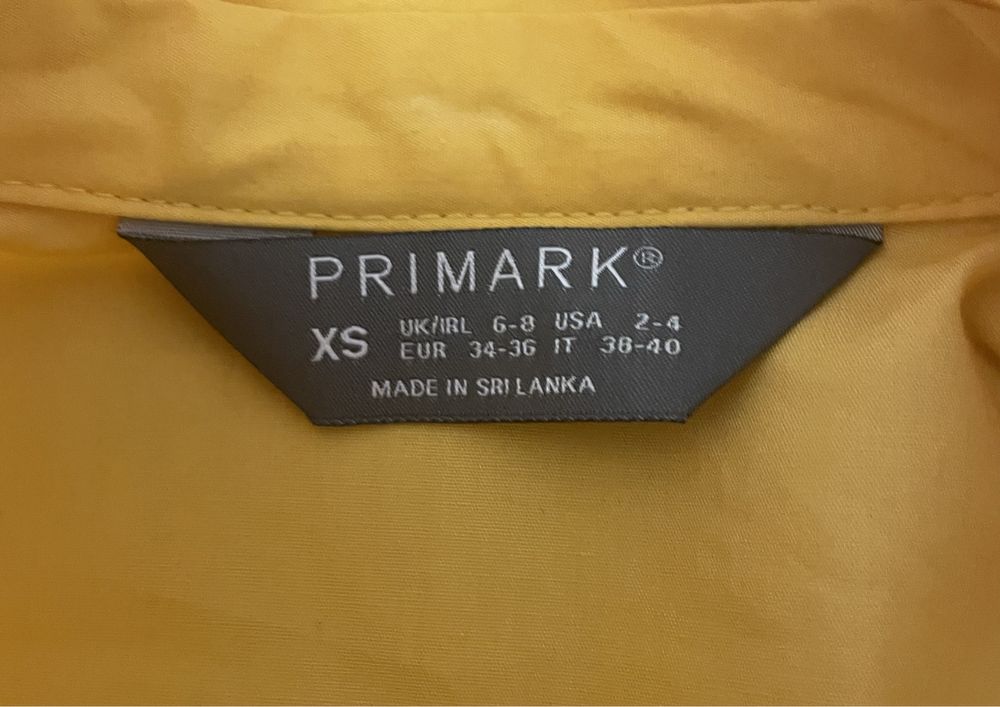 PRIMARK®
XS UK/IRL 6-8 USA 2-4
EUR 34-36 IT 38-40
MADE IN SRI LANKA